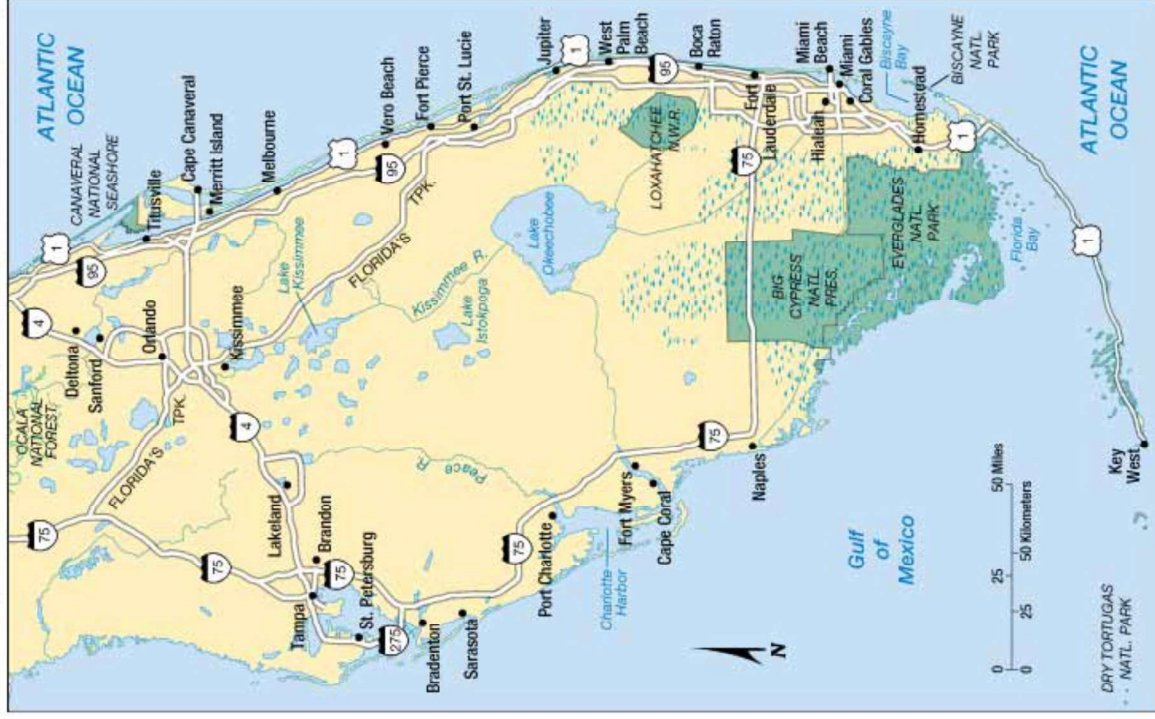 ATLANTIC
OCEAN
CANAVERAL
NATIONAL
SEASHORE
1
95
4
Titusville
Cape Canaveral
Merritt Island
Melbourne
Deltona
Sanford
Orlando
Kissimmee
OCALA
NATIONAL
FOREST
FLORIDA'S
TPK.
75
4
Lake
Kissimmee
1
95
Vero Beach
Fort Pierce
Port St. Lucie
FLORIDA'S
TPK.
Kissimmee R.
Lake
Istokpoga
Lake
Okeechobee
Jupiter
1
West
Palm
Beach
95
Boca
Raton
LOXAHATCHEE
N.W.R.
75
Lakeland
Brandon
Tampa
75
St. Petersburg
275
Bradenton
Sarasota
Peace
R.
75
Port Charlotte
Charlotte
Harbor
Fort Myers
Cape Coral
75
Naples
75
Fort
Lauderdale
Hialeah
Miami
Beach
Miami
Coral Gables
Biscayne
Bay
BISCAYNE
NATL.
PARK
Homestead
1
BIG
CYPRESS
NATL.
PRES.
EVERGLADES
NATL.
PARK
Florida
Bay
ATLANTIC
OCEAN
1
Key
West
Gulf
of
Mexico
N
0 25 50 Miles
0 25 50 Kilometers
DRY TORTUGAS
NATL. PARK